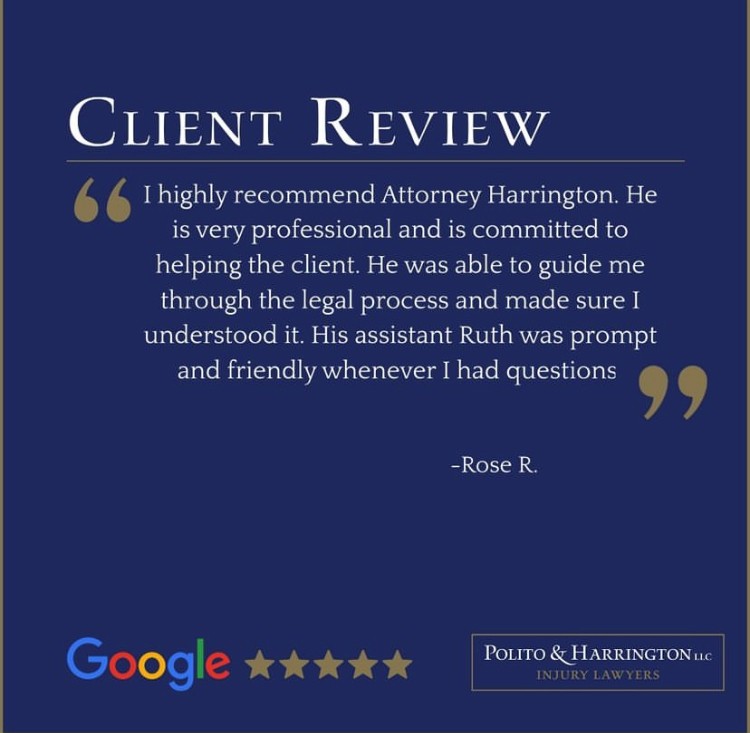 CLIENT REVIEW
“ I highly recommend Attorney Harrington. He
is very professional and is committed to
helping the client. He was able to guide me
through the legal process and made sure I
understood it. His assistant Ruth was prompt
and friendly whenever I had questions ”
-Rose R.
Google
POLITO & HARRINGTON LLC
INJURY LAWYERS